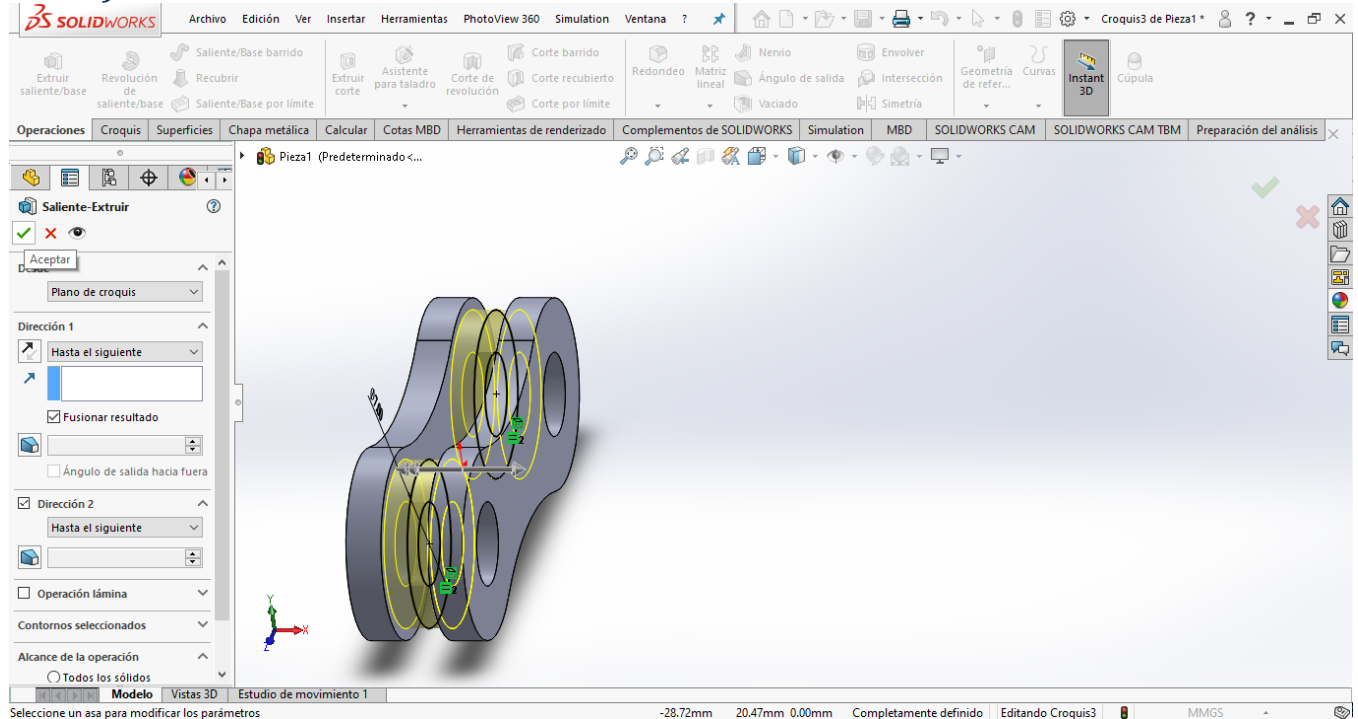 SOLIDWORKS Archivo Edición Ver Insertar Herramientas PhotoView 360 Simulation Ventana ? Croquis3 de Pieza1 * ?
Extruir saliente/base
Revolución de saliente/base
Saliente/Base barrido
Recubrir
Saliente/Base por límite
Extruir corte
Asistente para taladro
Corte de revolución
Corte barrido
Corte recubierto
Corte por límite
Redondeo
Matriz lineal
Nervio
Ángulo de salida
Vaciado
Envolver
Intersección
Simetría
Geometría de refer...
Curvas
Instant 3D
Cúpula
Operaciones Croquis Superficies Chapa metálica Calcular Cotas MBD Herramientas de renderizado Complementos de SOLIDWORKS Simulation MBD SOLIDWORKS CAM SOLIDWORKS CAM TBM Preparación del análisis
Pieza1 (Predeterminado<...
Saliente-Extruir
Aceptar
Plano de croquis
Dirección 1
Hasta el siguiente
Fusionar resultado
Ángulo de salida hacia fuera
Dirección 2
Hasta el siguiente
Operación lámina
Contornos seleccionados
Alcance de la operación
Todos los sólidos
2
2
Y
X
Z
Modelo Vistas 3D Estudio de movimiento 1
Seleccione un asa para modificar los parámetros -28.72mm 20.47mm 0.00mm Completamente definido Editando Croquis3 MMGS